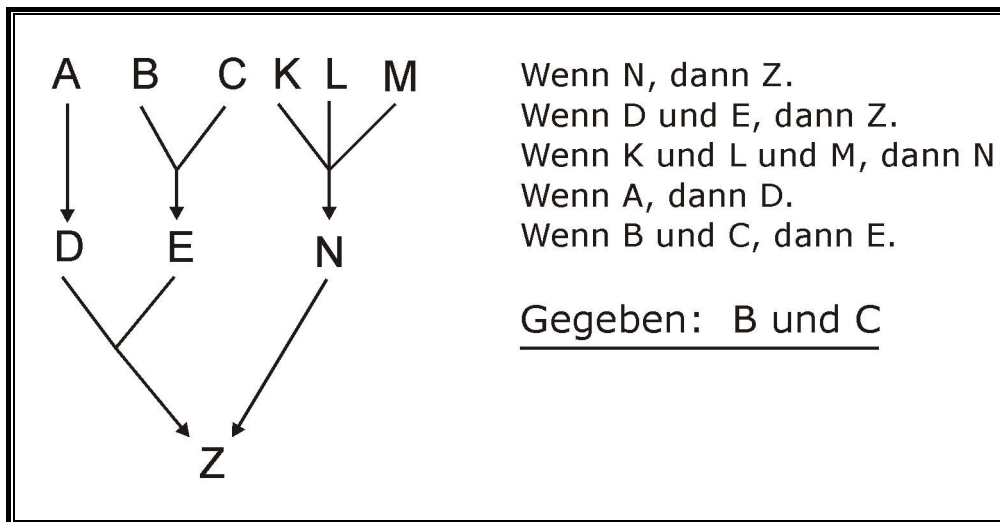 A B C K L M
D E N
Z
Wenn N, dann Z.
Wenn D und E, dann Z.
Wenn K und L und M, dann N
Wenn A, dann D.
Wenn B und C, dann E.
Gegeben: B und C